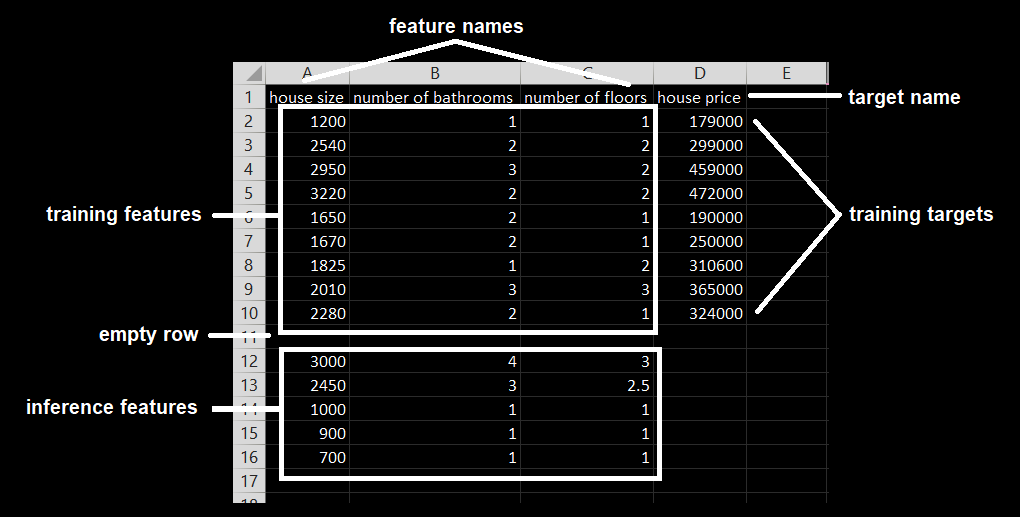 feature names
A B C D E
1 house size number of bathrooms number of floors house price target name
2 1200 1 1 179000
3 2540 2 2 299000
4 2950 3 2 459000
5 3220 2 2 472000
training features 6 1650 2 1 190000 training targets
7 1670 2 1 250000
8 1825 1 2 310600
9 2010 3 3 365000
10 2280 2 1 324000
empty row 11
12 3000 4 3
13 2450 3 2.5
inference features 14 1000 1 1
15 900 1 1
16 700 1 1
17
18